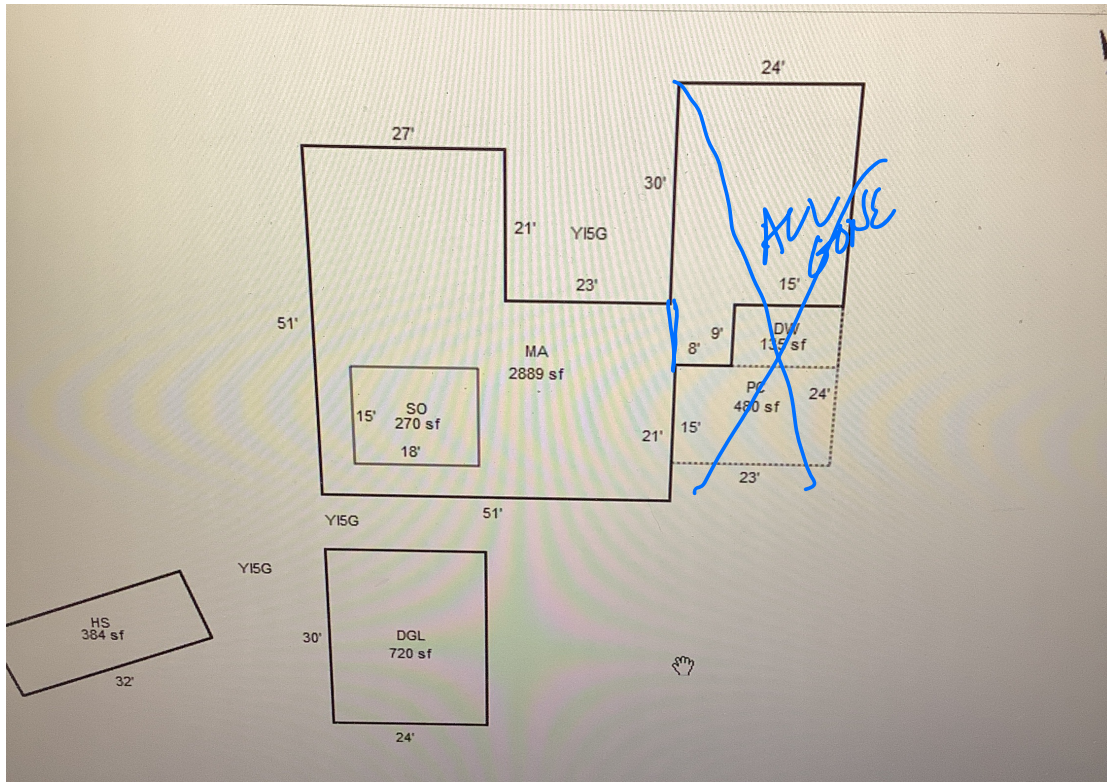 24'
27'
30'
21'
YI5G
ALL
GONE
23'
15'
51'
MA
2889 sf
8'
9'
DW
135 sf
PC
480 sf
24'
15'
SO
270 sf
18'
21'
15'
23'
51'
YI5G
YI5G
HS
384 sf
32'
30'
DGL
720 sf
24'